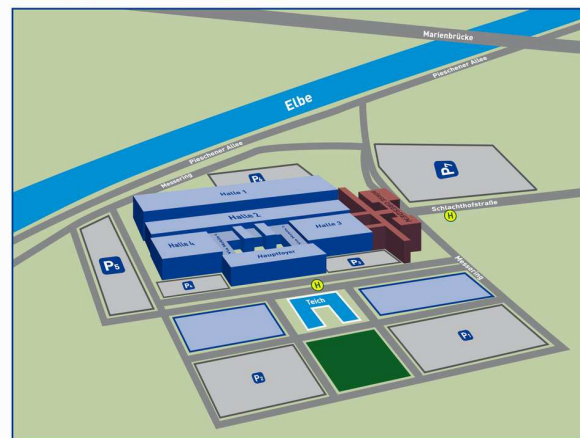 Marienbrücke
Pieschener Allee
Elbe
Pieschener Allee
Messering
P7
P6
Halle 1
Schlachthofstraße
H
Halle 2
Halle 3
Halle 4
Messering
P5
Hauptfoyer
P4
P3
H
Teich
P1
P2